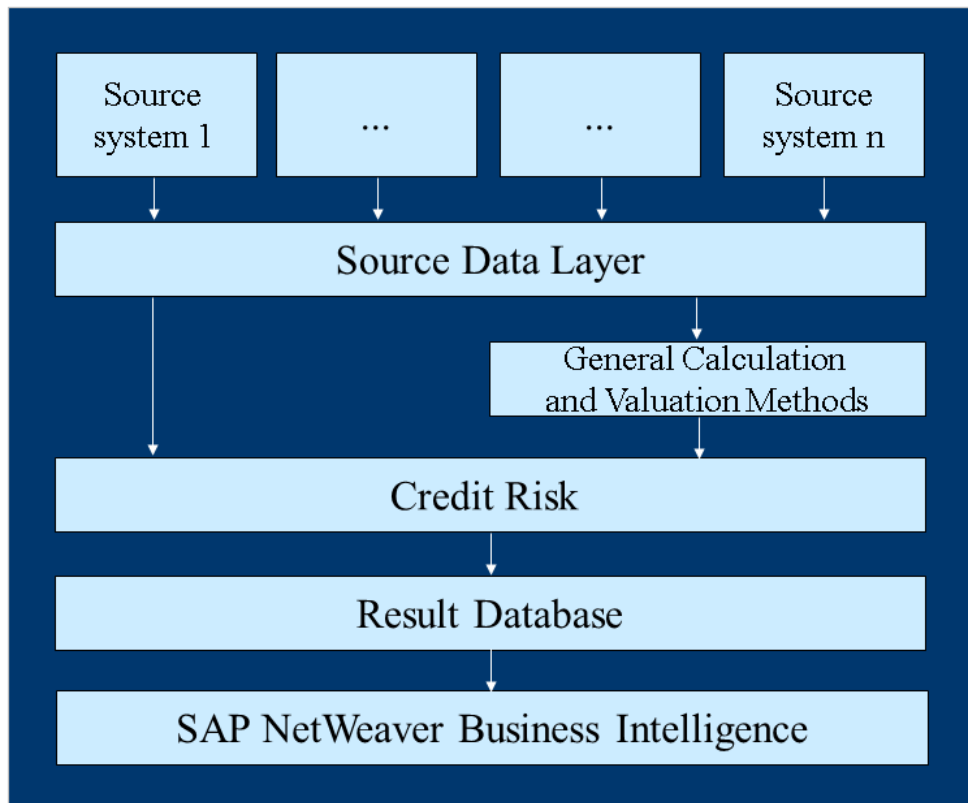 Source
system 1
...
...
Source
system n
Source Data Layer
General Calculation
and Valuation Methods
Credit Risk
Result Database
SAP NetWeaver Business Intelligence